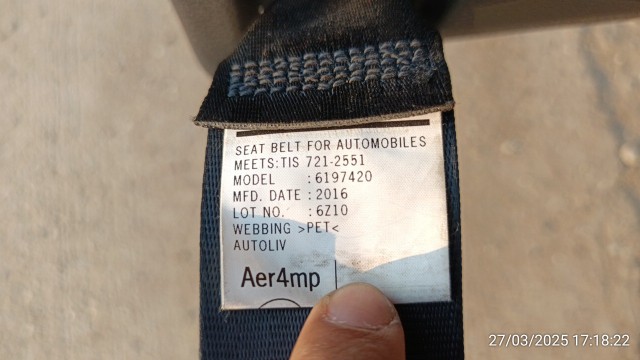 SEAT BELT FOR AUTOMOBILES
MEETS:TIS 721-2551
MODEL : 6197420
MFD. DATE : 2016
LOT NO. : 6Z10
WEBBING >PET<
AUTOLIV
Aer4mp
27/03/2025 17:18:22